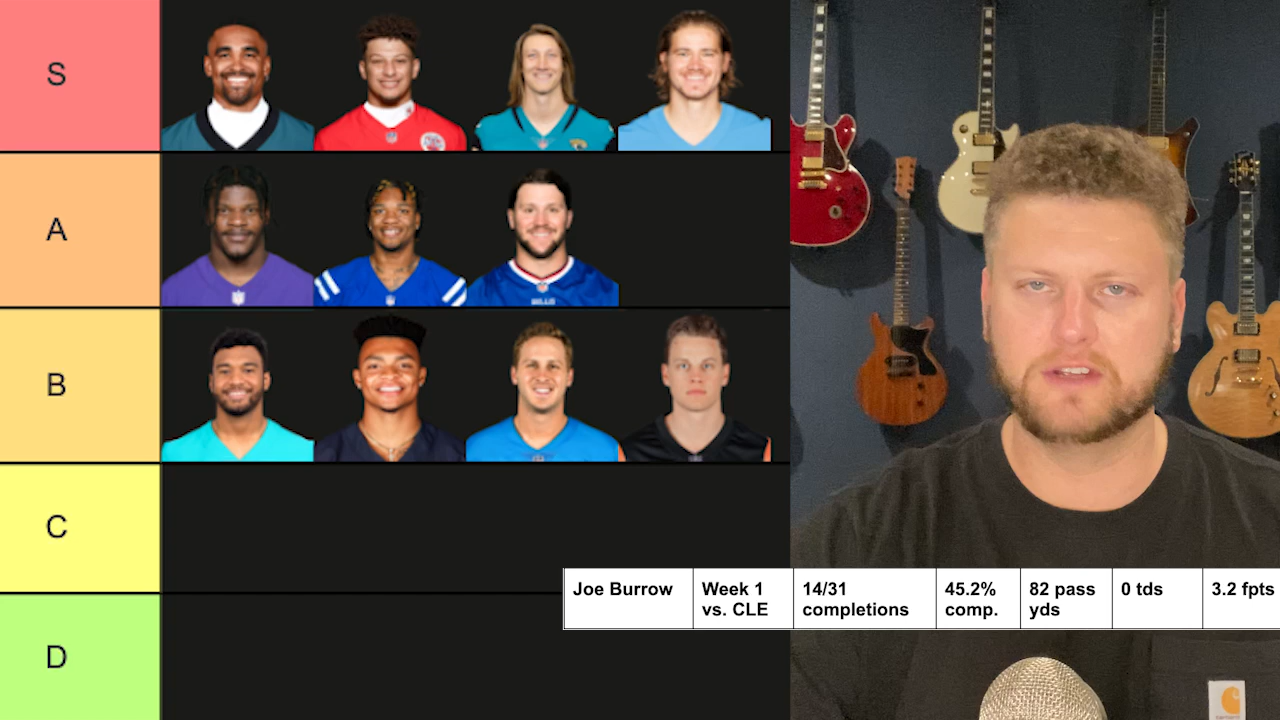 S
A
BILLS
B
C
Joe Burrow
Week 1
vs. CLE
14/31
completions
45.2%
comp.
82 pass
yds
0 tds
3.2 fpts
D